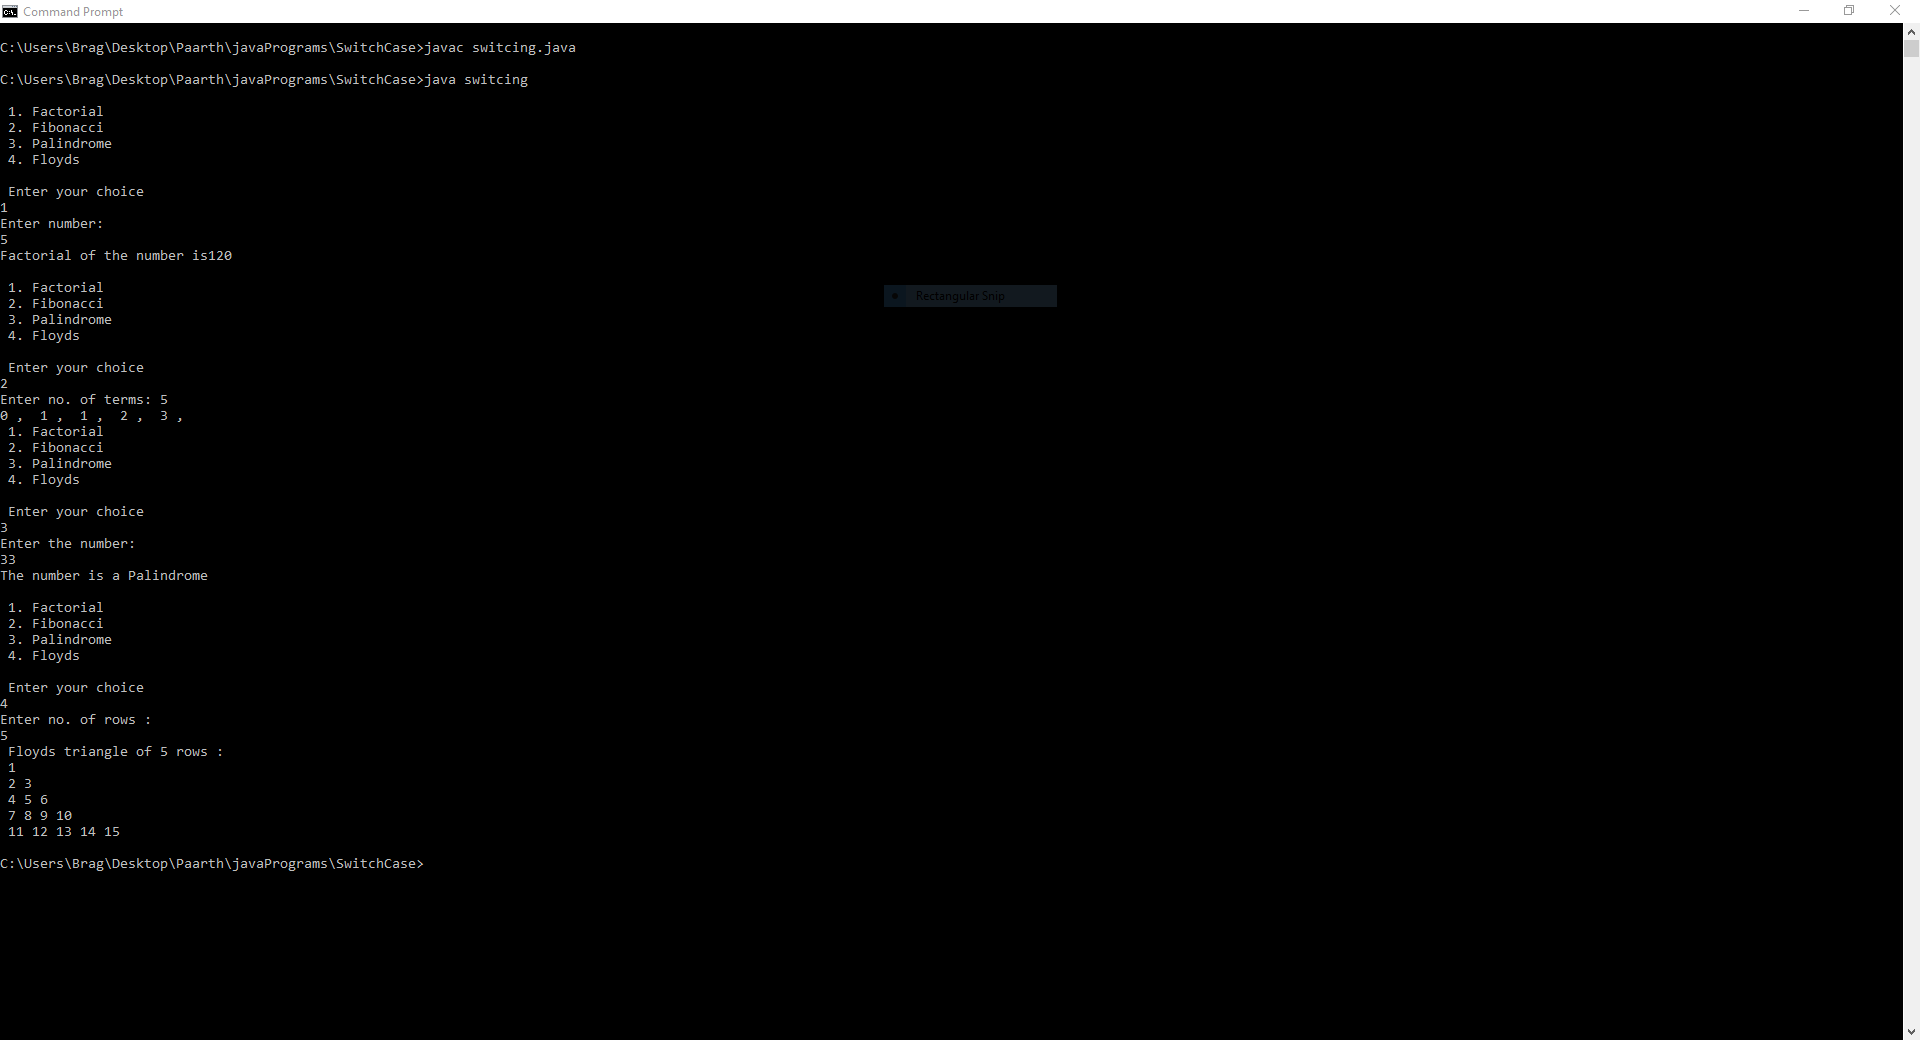 Command Prompt
C:\Users\Brag\Desktop\Paarth\javaPrograms\SwitchCase>javac switcing.java
C:\Users\Brag\Desktop\Paarth\javaPrograms\SwitchCase>java switcing
1. Factorial
2. Fibonacci
3. Palindrome
4. Floyds
Enter your choice
1
Enter number:
5
Factorial of the number is120
1. Factorial
Rectangular Snip
2. Fibonacci
3. Palindrome
4. Floyds
Enter your choice
2
Enter no. of terms: 5
0 ,  1 ,  1 ,  2 ,  3 ,
1. Factorial
2. Fibonacci
3. Palindrome
4. Floyds
Enter your choice
3
Enter the number:
33
The number is a Palindrome
1. Factorial
2. Fibonacci
3. Palindrome
4. Floyds
Enter your choice
4
Enter no. of rows :
5
Floyds triangle of 5 rows :
1
2 3
4 5 6
7 8 9 10
11 12 13 14 15
C:\Users\Brag\Desktop\Paarth\javaPrograms\SwitchCase>